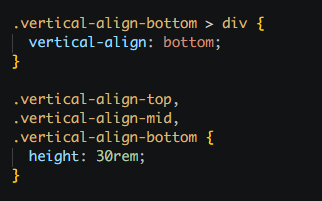 .vertical-align-bottom > div {
  vertical-align: bottom;
}

.vertical-align-top,
.vertical-align-mid,
.vertical-align-bottom {
  height: 30rem;
}